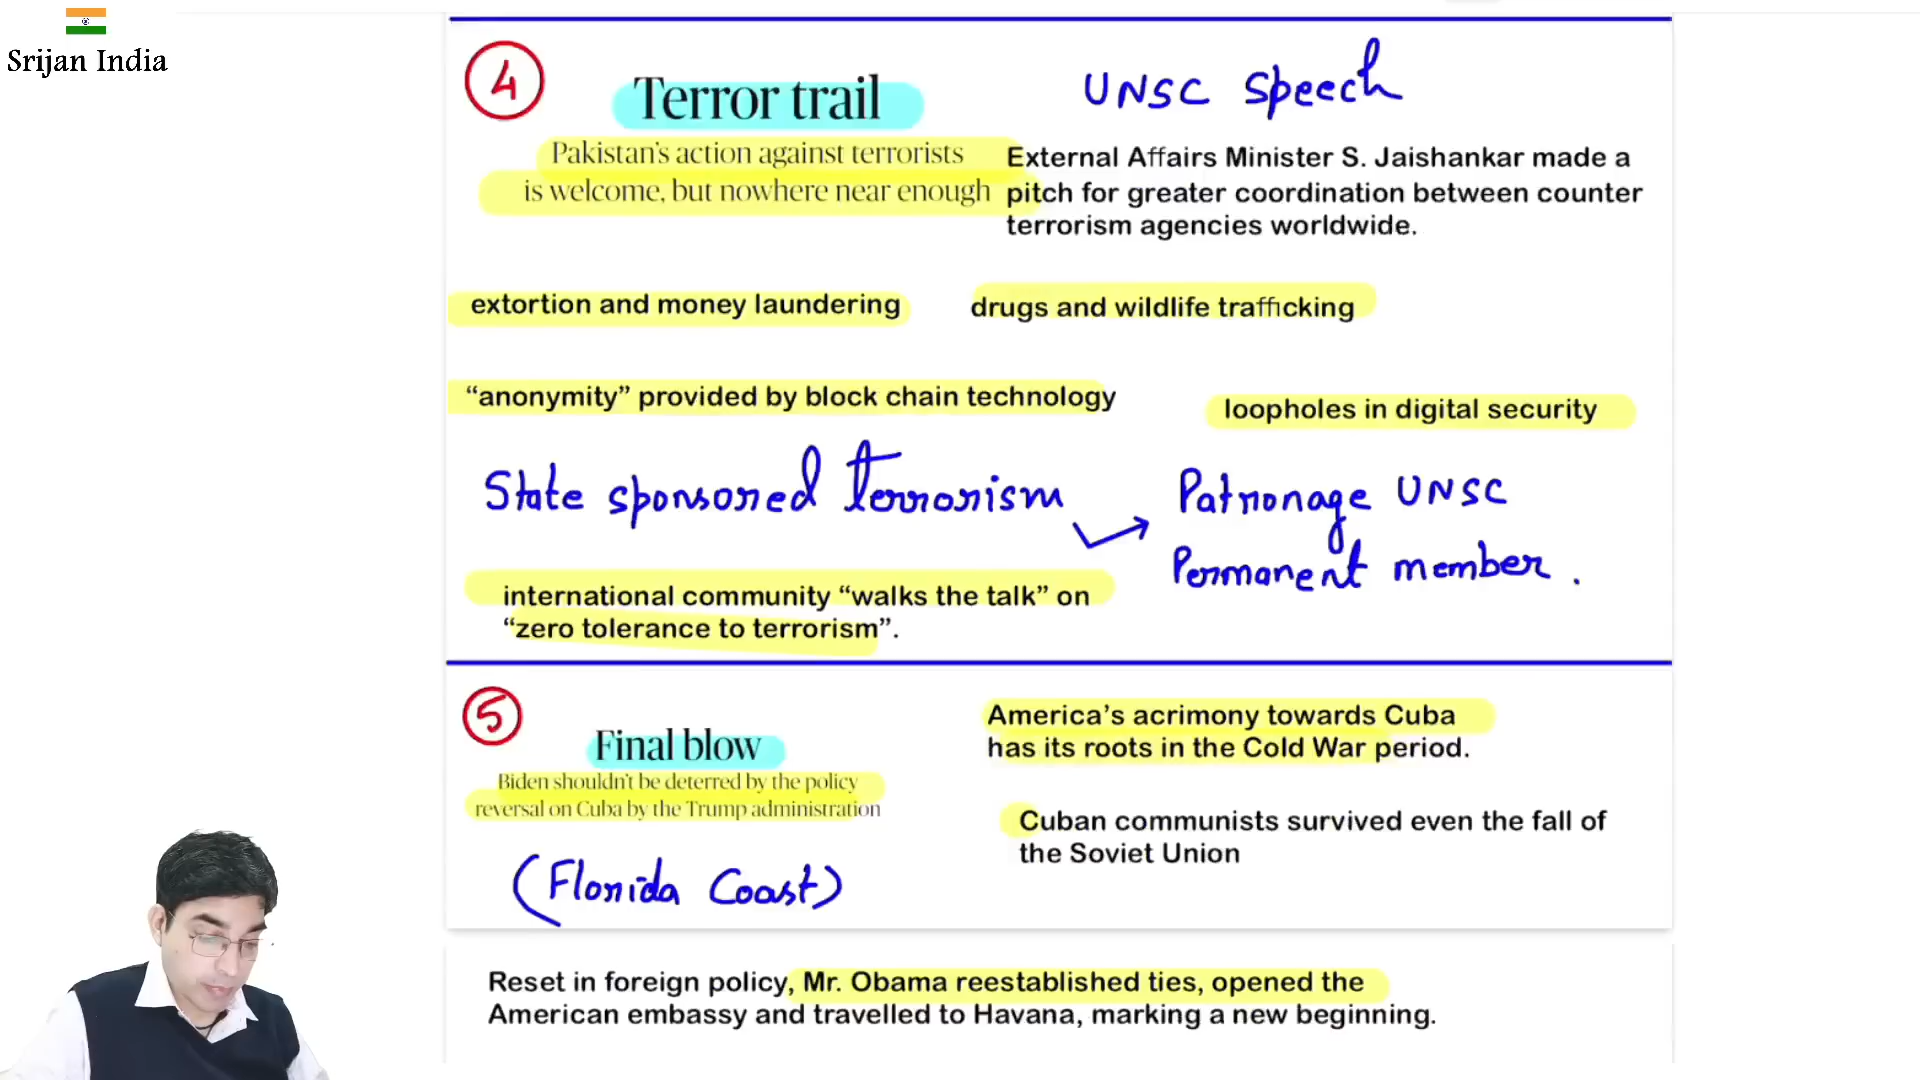 Srijan India
4
Terror trail
UNSC Speech
Pakistan's action against terrorists
is welcome, but nowhere near enough
External Affairs Minister S. Jaishankar made a
pitch for greater coordination between counter
terrorism agencies worldwide.
extortion and money laundering
drugs and wildlife trafficking
“anonymity” provided by block chain technology
loopholes in digital security
State sponsored terrorism
Patronage UNSC
Permanent member.
international community “walks the talk” on
“zero tolerance to terrorism”.
5
Final blow
Biden shouldn't be deterred by the policy
reversal on Cuba by the Trump administration
(Florida Coast)
America’s acrimony towards Cuba
has its roots in the Cold War period.
Cuban communists survived even the fall of
the Soviet Union
Reset in foreign policy, Mr. Obama reestablished ties, opened the
American embassy and travelled to Havana, marking a new beginning.